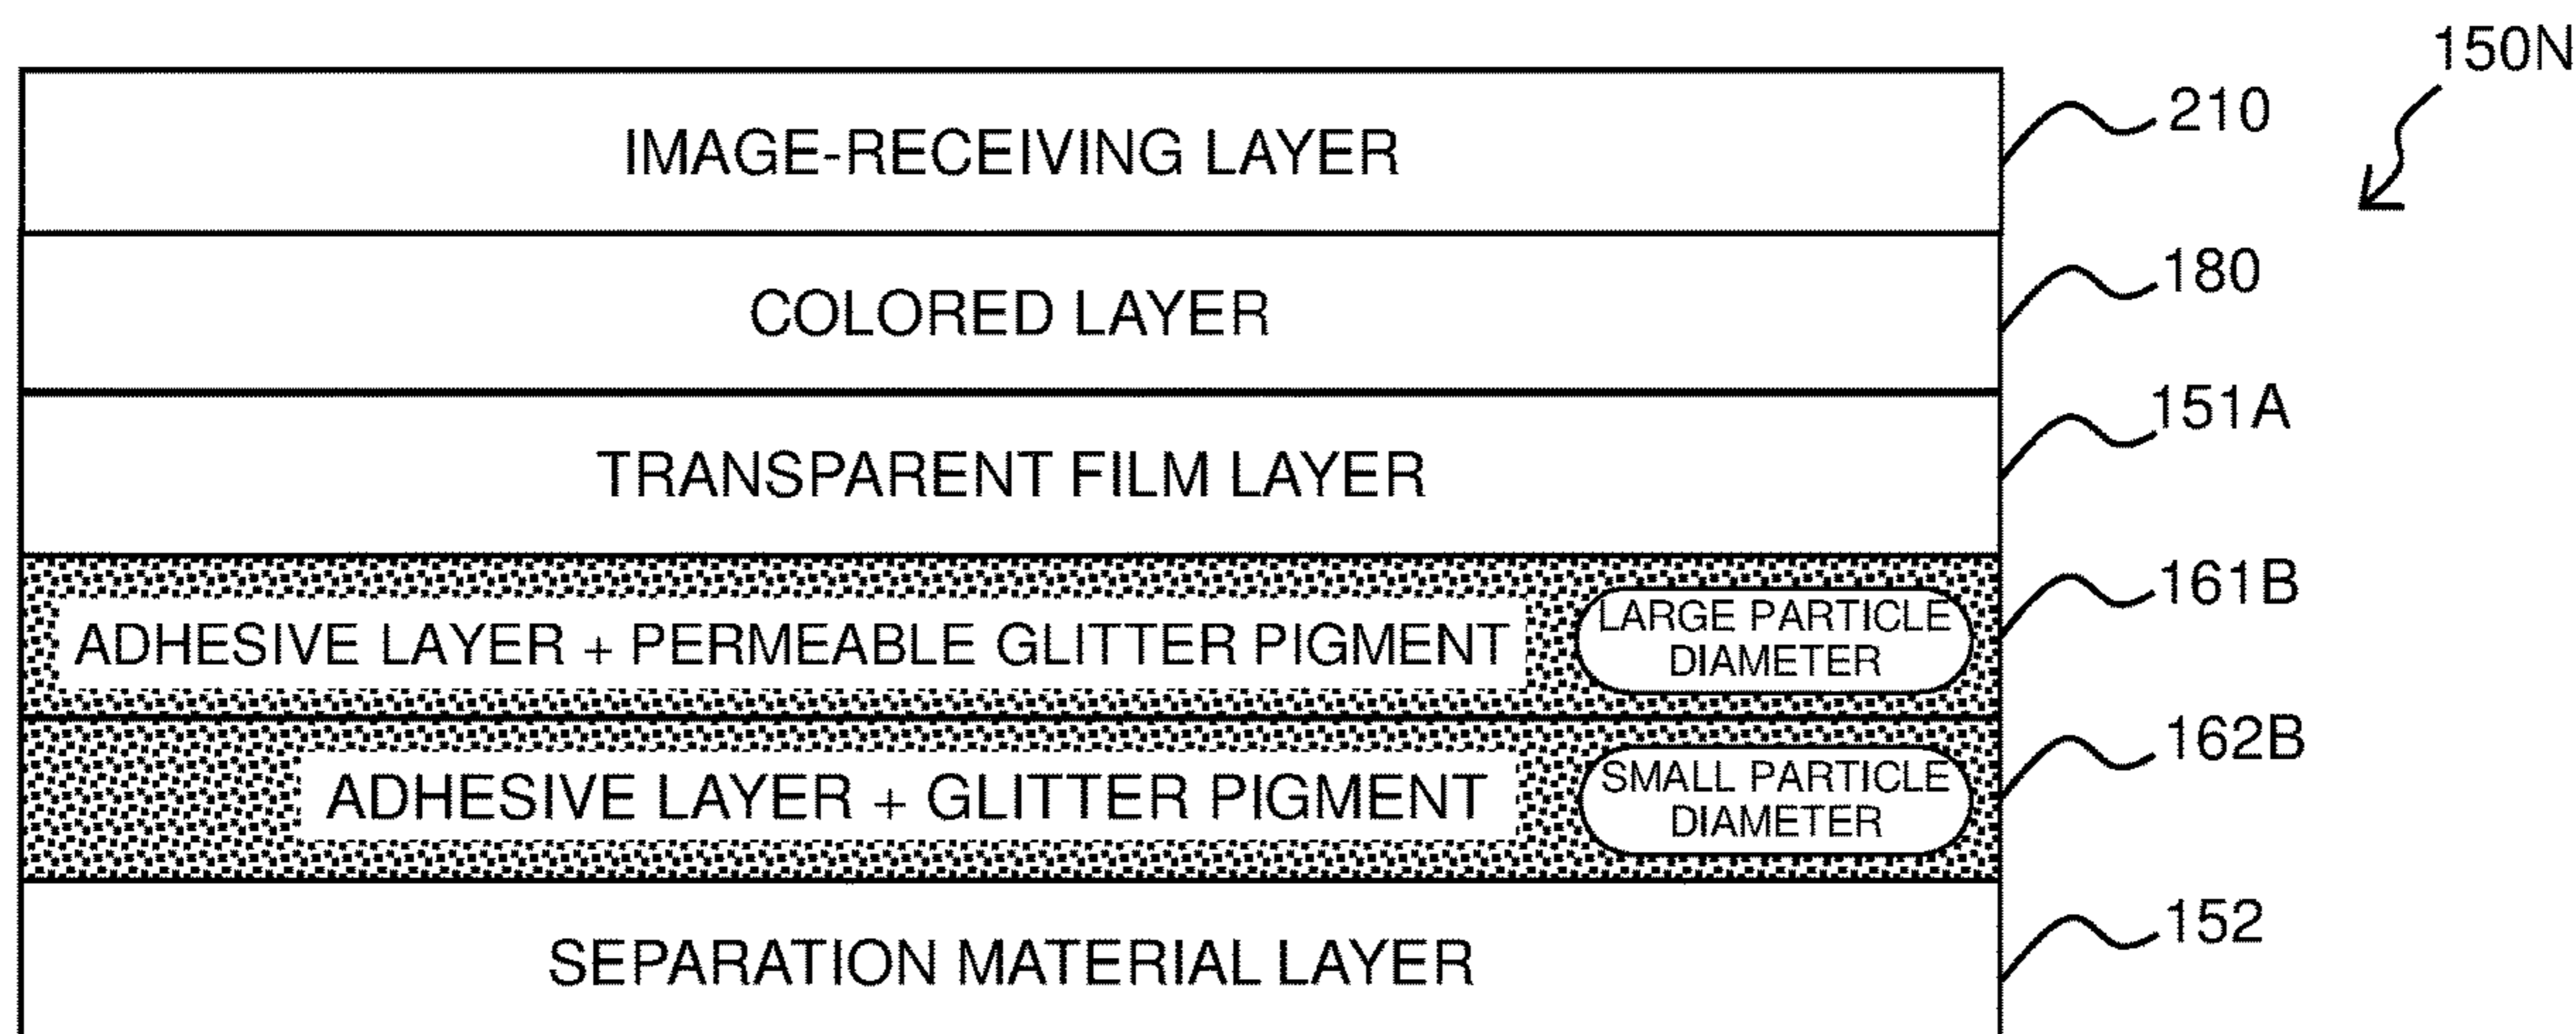 150N
IMAGE-RECEIVING LAYER
210
COLORED LAYER
180
TRANSPARENT FILM LAYER
151A
ADHESIVE LAYER + PERMEABLE GLITTER PIGMENT
LARGE PARTICLE
DIAMETER
161B
ADHESIVE LAYER + GLITTER PIGMENT
SMALL PARTICLE
DIAMETER
162B
SEPARATION MATERIAL LAYER
152